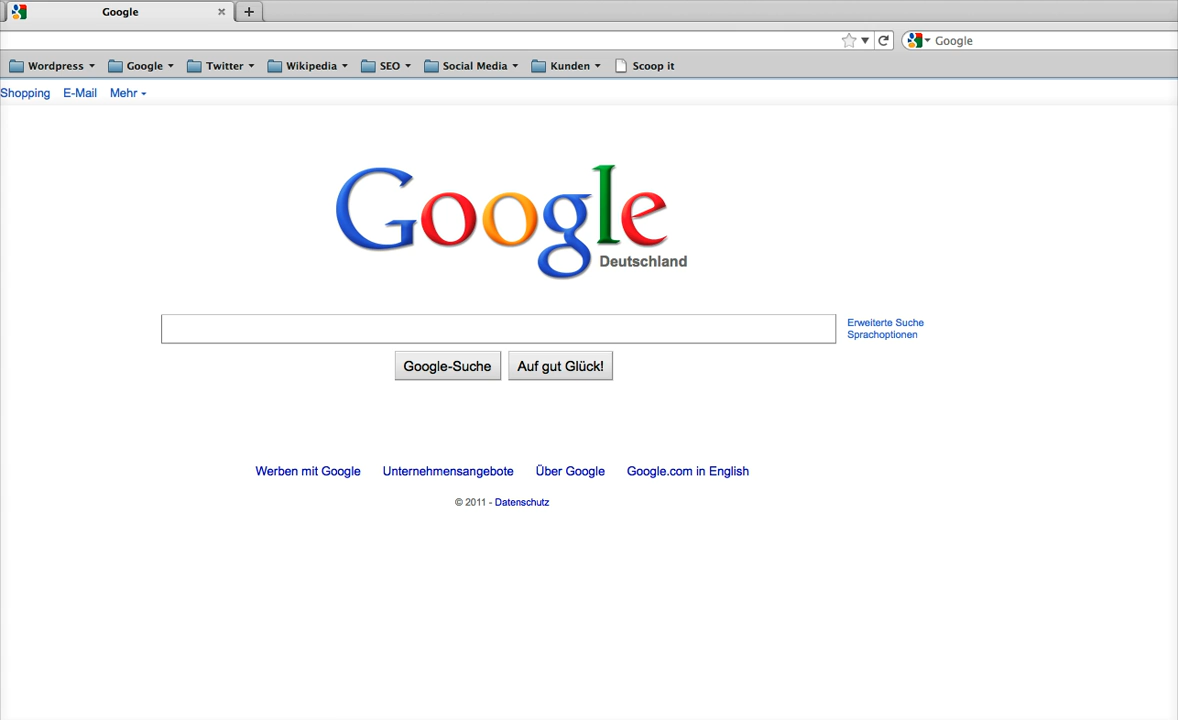 Google
Google
Wordpress Google Twitter Wikipedia SEO Social Media Kunden Scoop it
Shopping E-Mail Mehr
Google
Deutschland
Erweiterte Suche
Sprachoptionen
Google-Suche Auf gut Glück!
Werben mit Google Unternehmensangebote Über Google Google.com in English
© 2011 - Datenschutz